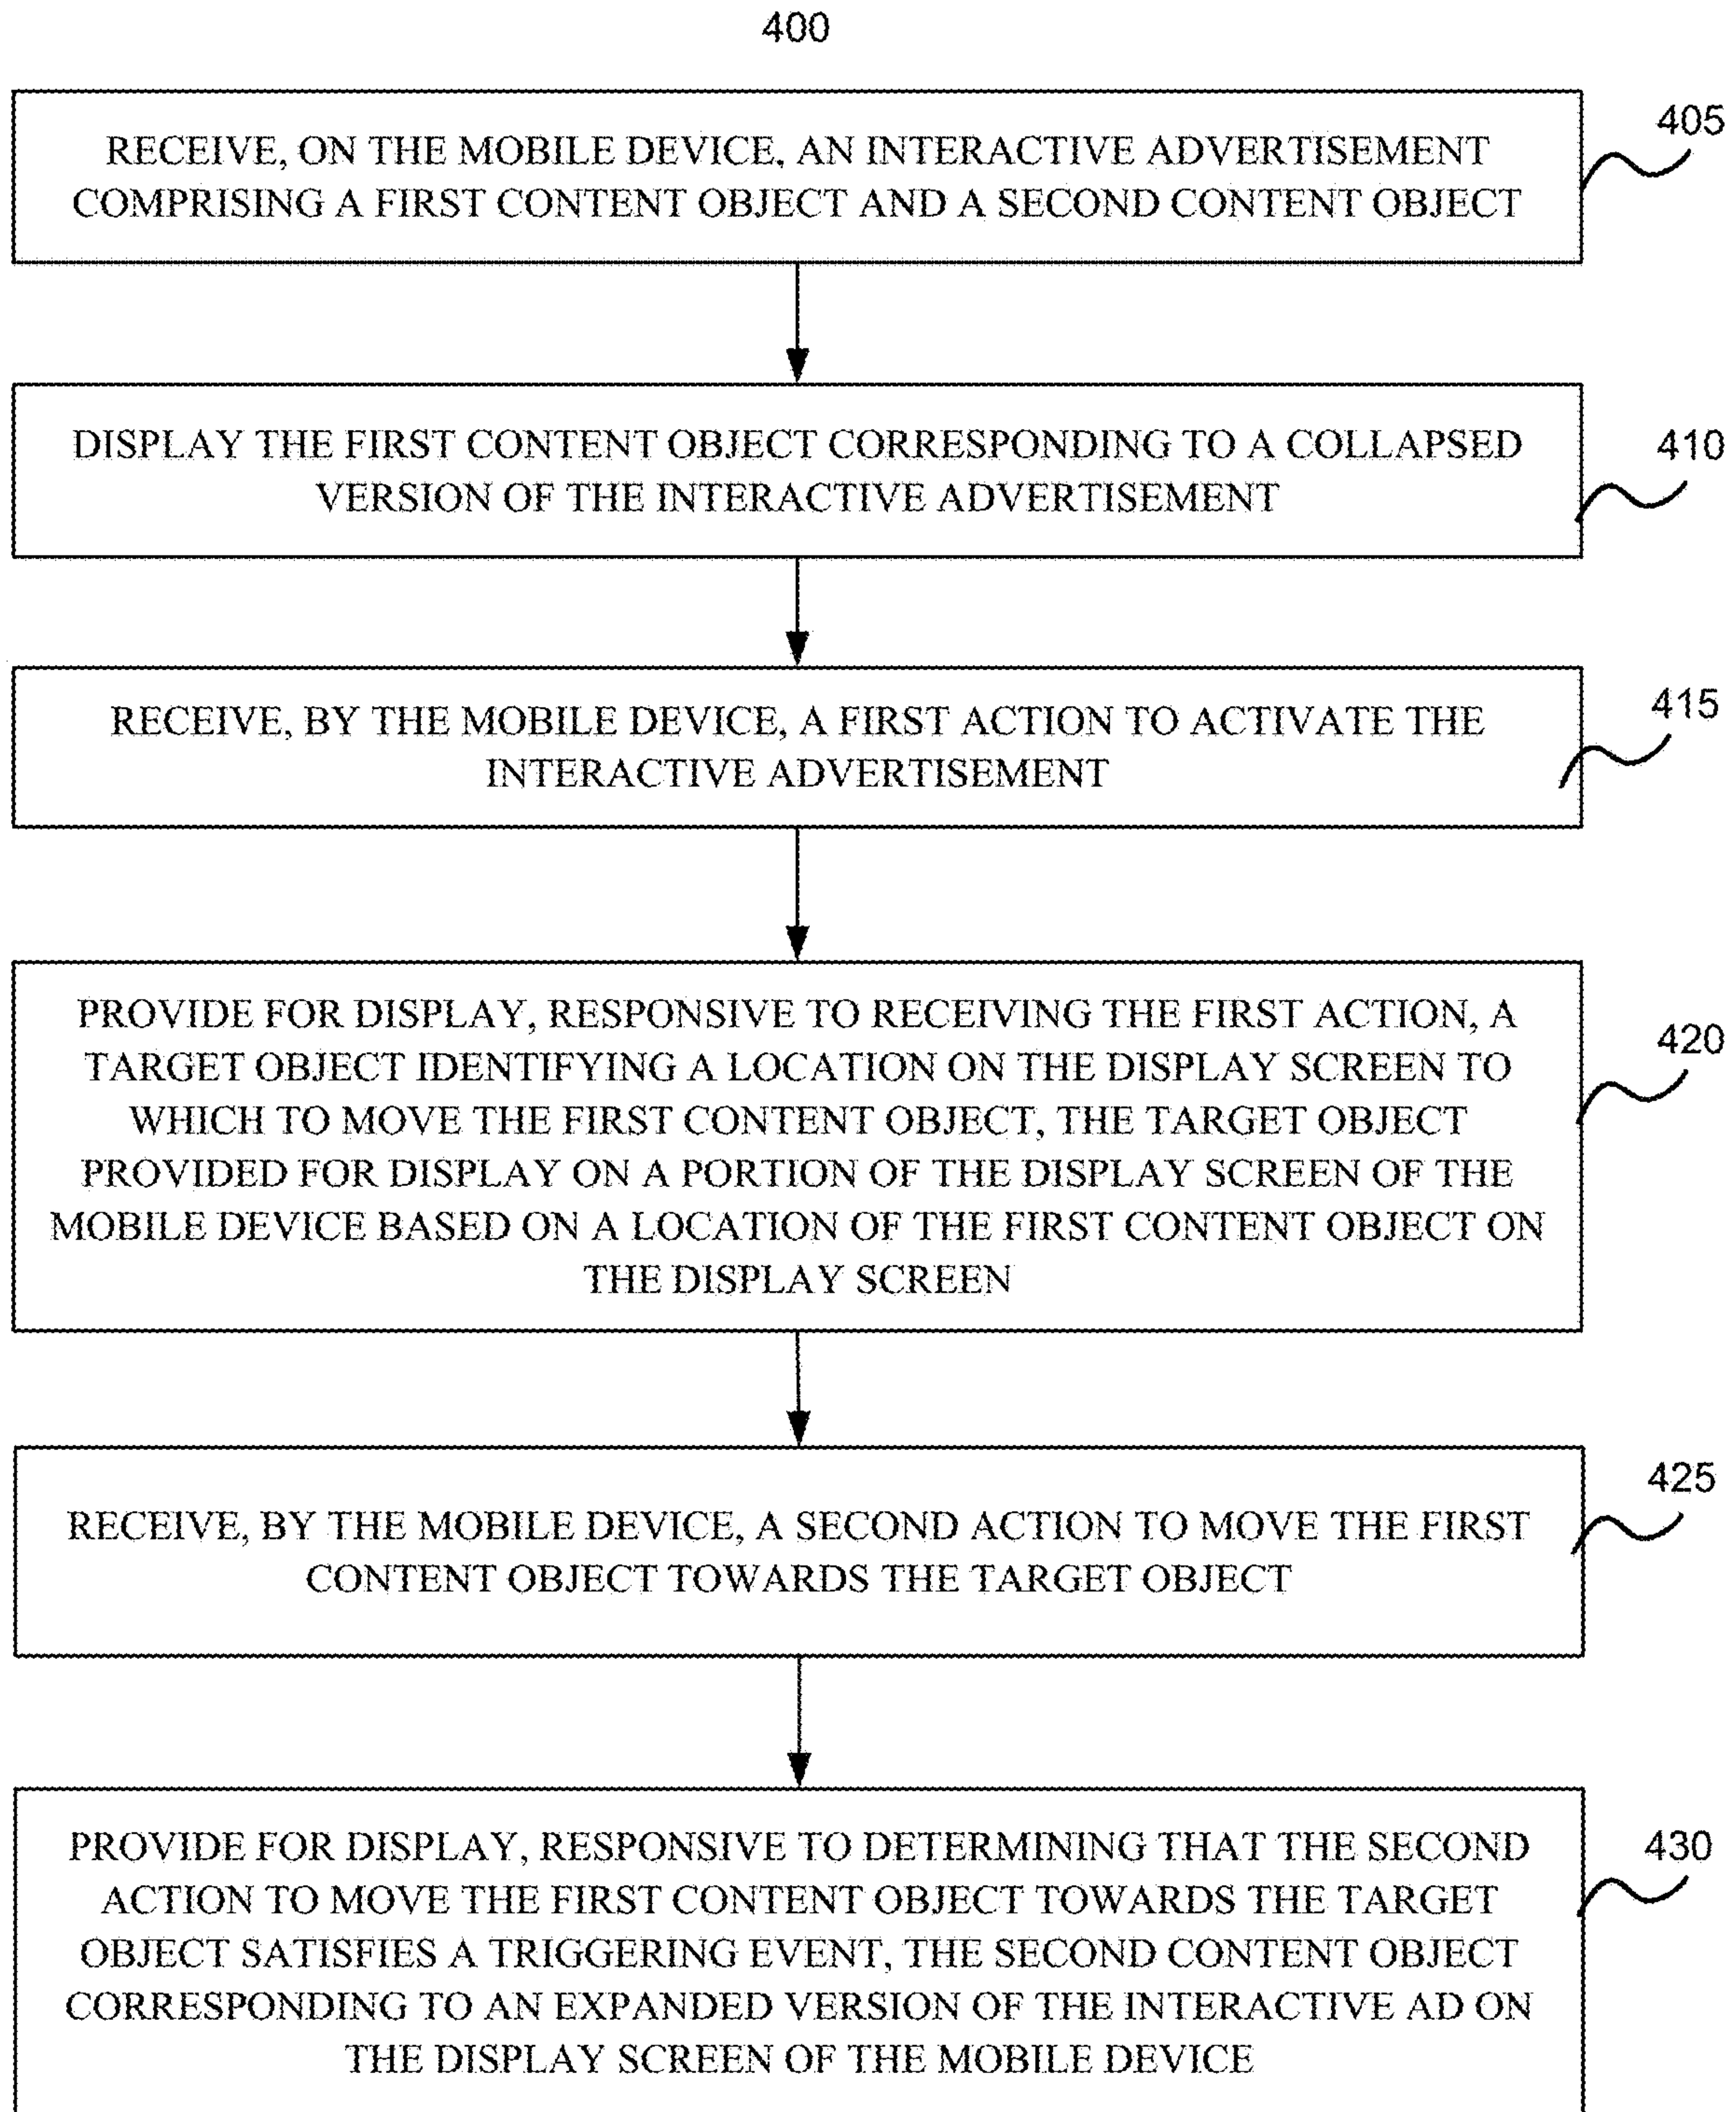 400
RECEIVE, ON THE MOBILE DEVICE, AN INTERACTIVE ADVERTISEMENT
COMPRISING A FIRST CONTENT OBJECT AND A SECOND CONTENT OBJECT
405
DISPLAY THE FIRST CONTENT OBJECT CORRESPONDING TO A COLLAPSED
VERSION OF THE INTERACTIVE ADVERTISEMENT
410
RECEIVE, BY THE MOBILE DEVICE, A FIRST ACTION TO ACTIVATE THE
INTERACTIVE ADVERTISEMENT
415
PROVIDE FOR DISPLAY, RESPONSIVE TO RECEIVING THE FIRST ACTION, A
TARGET OBJECT IDENTIFYING A LOCATION ON THE DISPLAY SCREEN TO
WHICH TO MOVE THE FIRST CONTENT OBJECT, THE TARGET OBJECT
PROVIDED FOR DISPLAY ON A PORTION OF THE DISPLAY SCREEN OF THE
MOBILE DEVICE BASED ON A LOCATION OF THE FIRST CONTENT OBJECT ON
THE DISPLAY SCREEN
420
RECEIVE, BY THE MOBILE DEVICE, A SECOND ACTION TO MOVE THE FIRST
CONTENT OBJECT TOWARDS THE TARGET OBJECT
425
PROVIDE FOR DISPLAY, RESPONSIVE TO DETERMINING THAT THE SECOND
ACTION TO MOVE THE FIRST CONTENT OBJECT TOWARDS THE TARGET
OBJECT SATISFIES A TRIGGERING EVENT, THE SECOND CONTENT OBJECT
CORRESPONDING TO AN EXPANDED VERSION OF THE INTERACTIVE AD ON
THE DISPLAY SCREEN OF THE MOBILE DEVICE
430